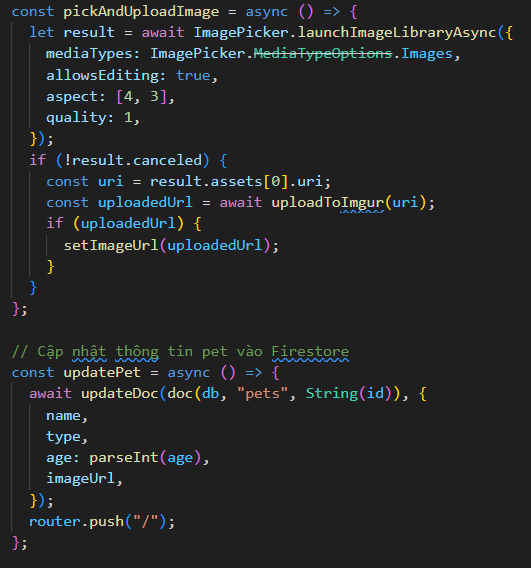 const pickAndUploadImage = async () => {
  let result = await ImagePicker.launchImageLibraryAsync({
    mediaTypes: ImagePicker.MediaTypeOptions.Images,
    allowsEditing: true,
    aspect: [4, 3],
    quality: 1,
  });
  if (!result.canceled) {
    const uri = result.assets[0].uri;
    const uploadedUrl = await uploadToImgur(uri);
    if (uploadedUrl) {
      setImageUrl(uploadedUrl);
    }
  }
};

// Cập nhật thông tin pet vào Firestore
const updatePet = async () => {
  await updateDoc(doc(db, "pets", String(id)), {
    name,
    type,
    age: parseInt(age),
    imageUrl,
  });
  router.push("/");
};